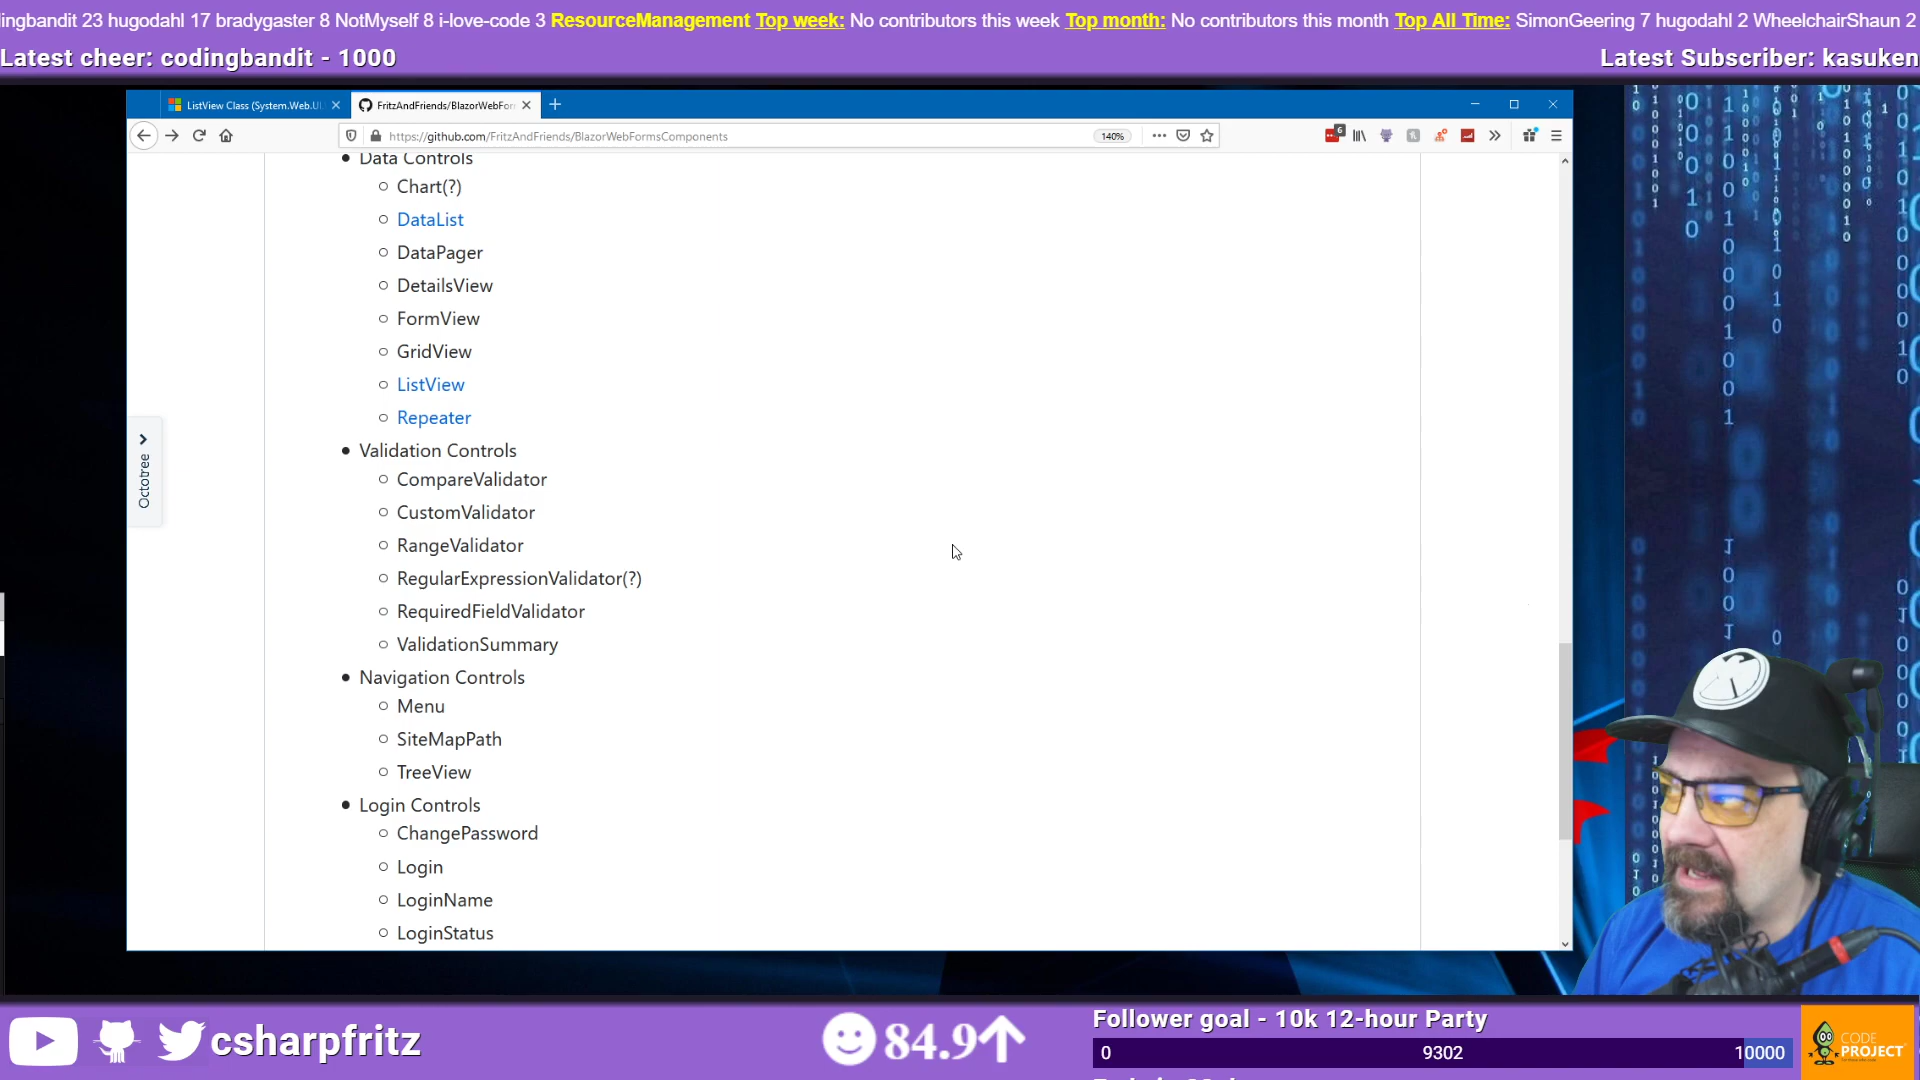 ingbandit 23 hugodahl 17 bradygaster 8 NotMyself 8 i-love-code 3 ResourceManagement Top week: No contributors this week Top month: No contributors this month Top All Time: SimonGeering 7 hugodahl 2 WheelchairShaun 2
Latest cheer: codingbandit - 1000
Latest Subscriber: kasuken
ListView Class (System.Web.UI
FritzAndFriends/BlazorWebFor
https://github.com/FritzAndFriends/BlazorWebFormsComponents
140%
6
Data Controls
Chart(?)
DataList
DataPager
DetailsView
FormView
GridView
ListView
Repeater
Validation Controls
CompareValidator
CustomValidator
RangeValidator
RegularExpressionValidator(?)
RequiredFieldValidator
ValidationSummary
Navigation Controls
Menu
SiteMapPath
TreeView
Login Controls
ChangePassword
Login
LoginName
LoginStatus
Octotree
csharpfritz
84.9
Follower goal - 10k 12-hour Party
0 9302 10000
CODE
PROJECT